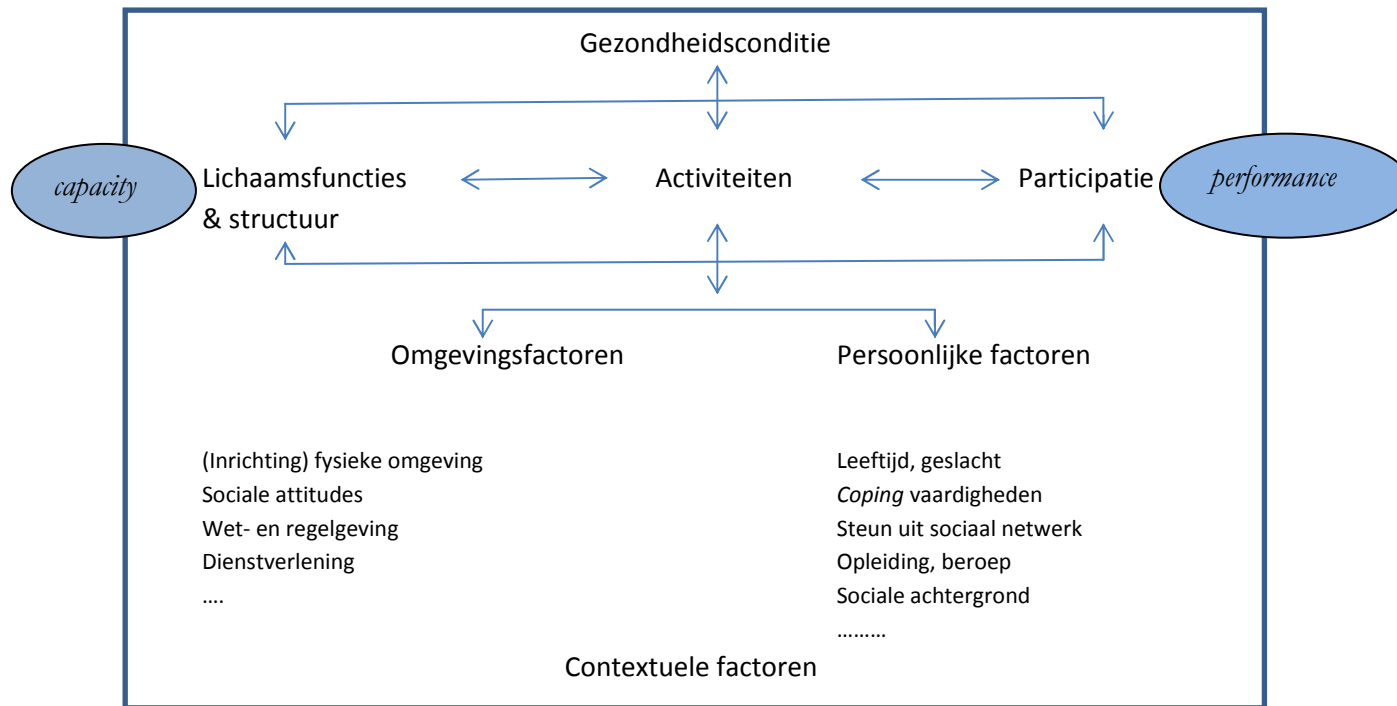 Gezondheidsconditie
capacity
Lichaamsfuncties
& structuur
Activiteiten
Participatie
performance
Omgevingsfactoren
Persoonlijke factoren
(Inrichting) fysieke omgeving
Sociale attitudes
Wet- en regelgeving
Dienstverlening
....
Leeftijd, geslacht
Coping vaardigheden
Steun uit sociaal netwerk
Opleiding, beroep
Sociale achtergrond
.........
Contextuele factoren